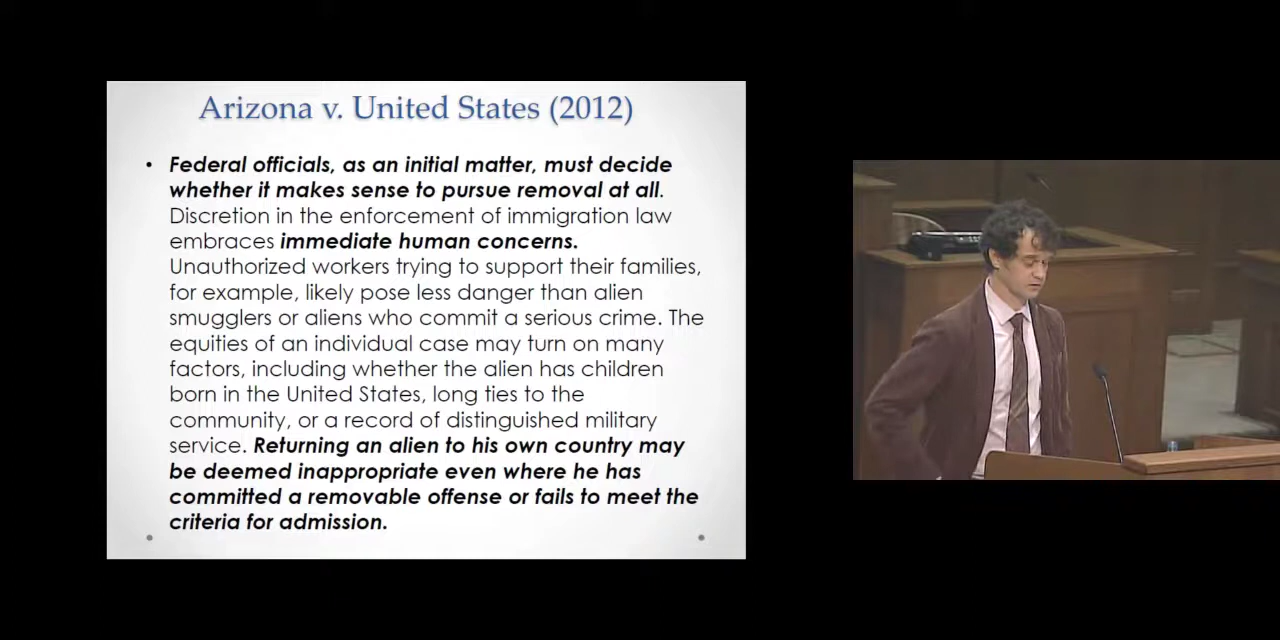 Arizona v. United States (2012)
• Federal officials, as an initial matter, must decide
whether it makes sense to pursue removal at all.
Discretion in the enforcement of immigration law
embraces immediate human concerns.
Unauthorized workers trying to support their families,
for example, likely pose less danger than alien
smugglers or aliens who commit a serious crime. The
equities of an individual case may turn on many
factors, including whether the alien has children
born in the United States, long ties to the
community, or a record of distinguished military
service. Returning an alien to his own country may
be deemed inappropriate even where he has
committed a removable offense or fails to meet the
criteria for admission.